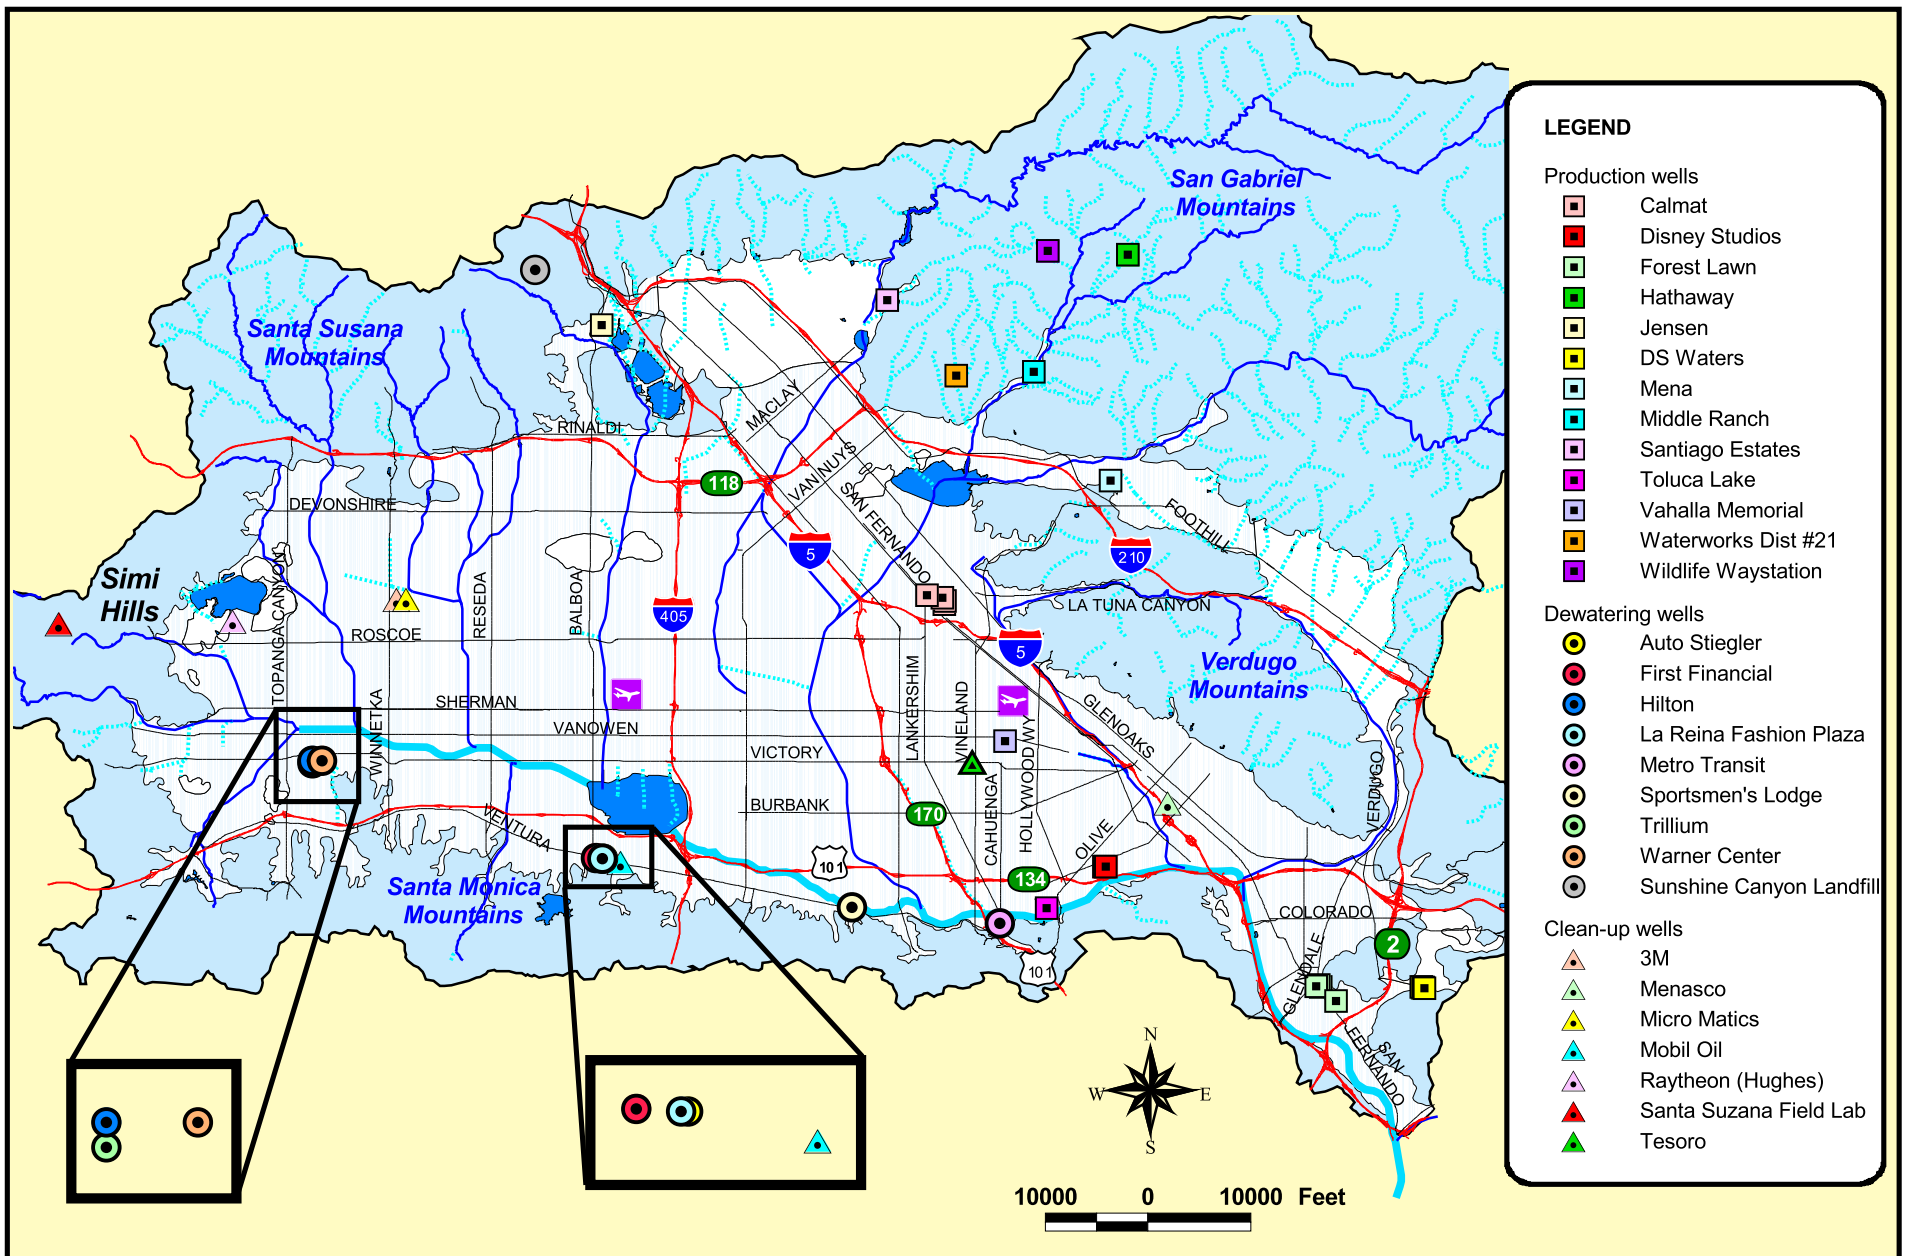 San Gabriel
Mountains
Santa Susana
Mountains
MACLAY
RINALDI
118
VAN NUYS
SAN FERNANDO
DEVONSHIRE
FOOTHILL
5
210
Simi
Hills
TOPANGA CANYON
RESEDA
BALBOA
405
LA TUNA CANYON
ROSCOE
5
Verdugo
Mountains
WINNETKA
SHERMAN
VANOWEN
VICTORY
LANKERSHIM
VINELAND
HOLLYWOOD WY
GLENOAKS
BURBANK
170
CAHUENGA
OLIVE
VERDUGO
VENTURA
101
134
Santa Monica
Mountains
COLORADO
2
101
GLENDALE
SAN
FERNANDO
N
W
E
S
10000 0 10000 Feet
LEGEND
Production wells
Calmat
Disney Studios
Forest Lawn
Hathaway
Jensen
DS Waters
Mena
Middle Ranch
Santiago Estates
Toluca Lake
Vahalla Memorial
Waterworks Dist #21
Wildlife Waystation
Dewatering wells
Auto Stiegler
First Financial
Hilton
La Reina Fashion Plaza
Metro Transit
Sportsmen's Lodge
Trillium
Warner Center
Sunshine Canyon Landfill
Clean-up wells
3M
Menasco
Micro Matics
Mobil Oil
Raytheon (Hughes)
Santa Suzana Field Lab
Tesoro